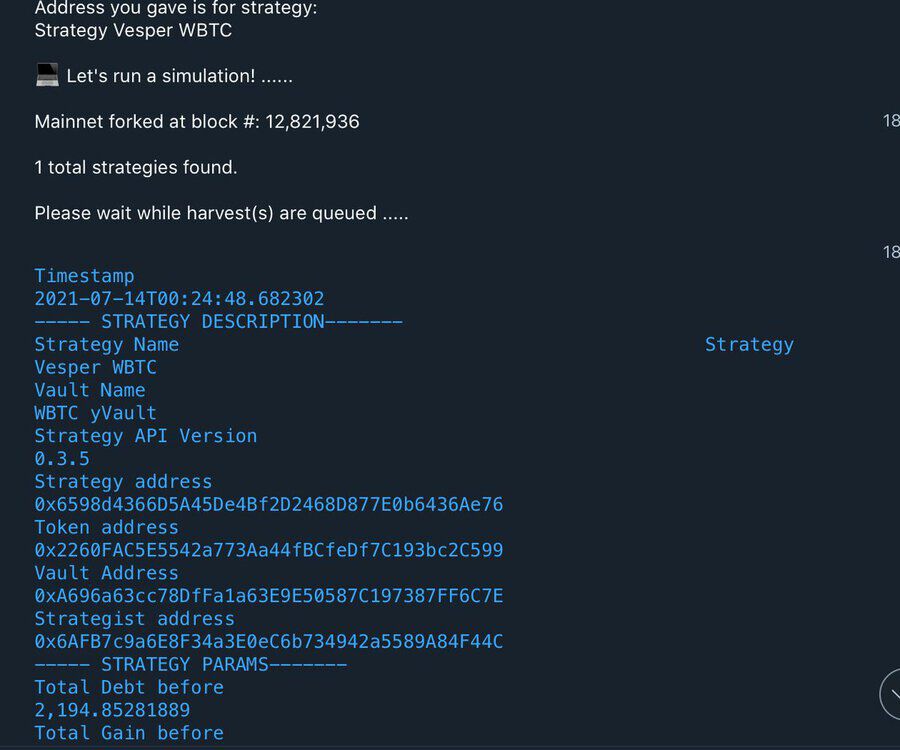 Address you gave is for strategy:
Strategy Vesper WBTC
Let's run a simulation! ......
Mainnet forked at block #: 12,821,936
18
1 total strategies found.
Please wait while harvest(s) are queued .....
18
Timestamp
2021-07-14T00:24:48.682302
----- STRATEGY DESCRIPTION-------
Strategy Name Strategy
Vesper WBTC
Vault Name
WBTC yVault
Strategy API Version
0.3.5
Strategy address
0x6598d4366D5A45De4Bf2D2468D877E0b6436Ae76
Token address
0x2260FAC5E5542a773Aa44fBCfeDf7C193bc2C599
Vault Address
0xA696a63cc78DfFa1a63E9E50587C197387FF6C7E
Strategist address
0x6AFB7c9a6E8F34a3E0eC6b734942a5589A84F44C
----- STRATEGY PARAMS-------
Total Debt before
2,194.85281889
Total Gain before